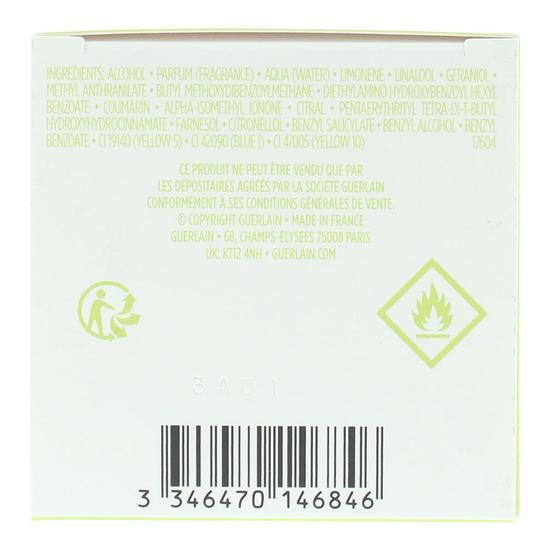 INGREDIENTS: ALCOHOL • PARFUM (FRAGRANCE) • AQUA (WATER) • LIMONENE • LINALOOL • GERANIOL •
METHYL ANTHRANILATE • BUTYL METHOXYDIBENZOYLMETHANE • DIETHYLAMINO HYDROXYBENZOYL HEXYL
BENZOATE • COUMARIN • ALPHA-ISOMETHYL IONONE • CITRAL • PENTAERYTHRITYL TETRA-DI-T-BUTYL
HYDROXYHYDROCINNAMATE • FARNESOL • CITRONELLOL • BENZYL SALICYLATE • BENZYL ALCOHOL • BENZYL
BENZOATE • CI 19140 (YELLOW 5) • CI 42090 (BLUE 1) • CI 47005 (YELLOW 10) 17604
CE PRODUIT NE PEUT ÊTRE VENDU QUE PAR
LES DÉPOSITAIRES AGRÉÉS PAR LA SOCIÉTÉ GUERLAIN
CONFORMÉMENT À SES CONDITIONS GÉNÉRALES DE VENTE.
© COPYRIGHT GUERLAIN • MADE IN FRANCE
GUERLAIN • 68, CHAMPS-ELYSEES 75008 PARIS
UK: KT12 4NH • GUERLAIN.COM
3A01
3 346470 146846